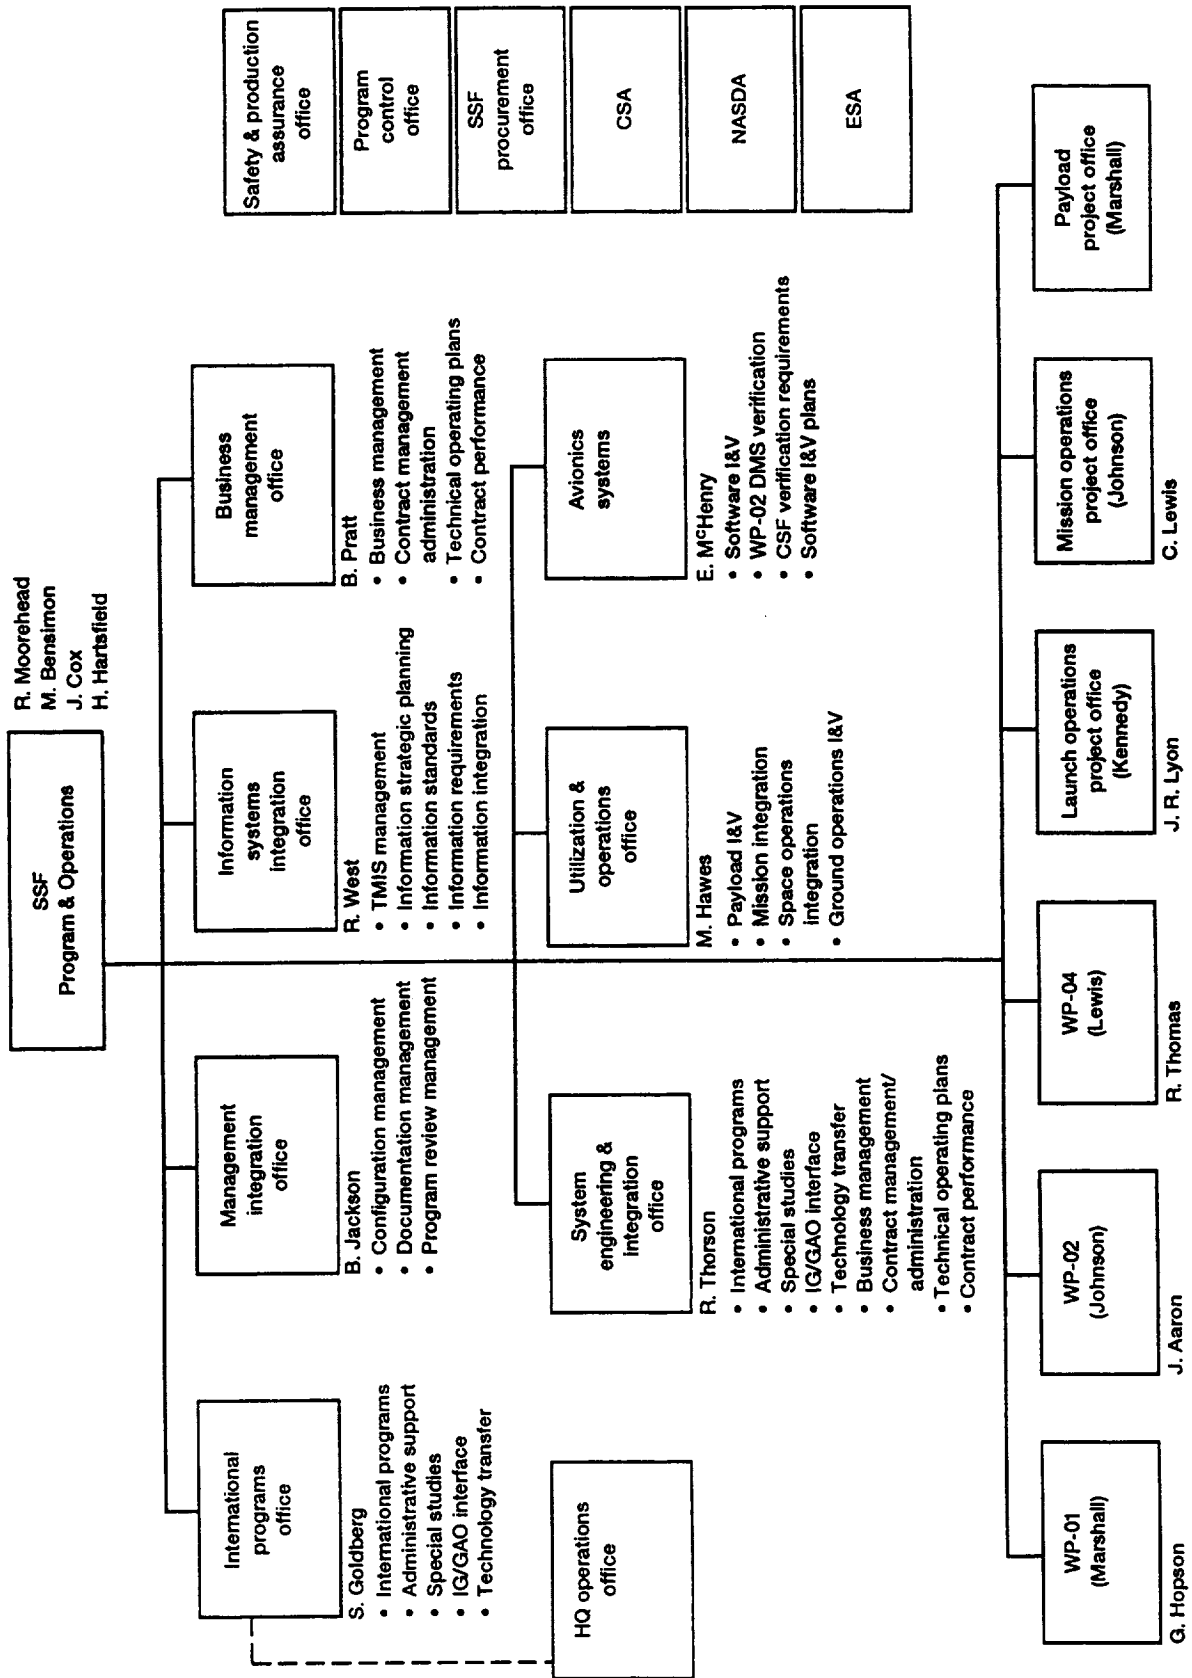 SSF
Program & Operations
R. Moorehead
M. Bensimon
J. Cox
H. Hartsfield
International
programs
office
S. Goldberg
• International programs
• Administrative support
• Special studies
• IG/GAO interface
• Technology transfer
Management
integration
office
B. Jackson
• Configuration management
• Documentation management
• Program review management
Information
systems
integration
office
R. West
• TMIS management
• Information strategic planning
• Information standards
• Information requirements
• Information integration
Business
management
office
B. Pratt
• Business management
• Contract management
administration
• Technical operating plans
• Contract performance
Safety & production
assurance
office
Program
control
office
SSF
procurement
office
CSA
NASDA
ESA
HQ operations
office
System
engineering &
integration
office
R. Thorson
• International programs
• Administrative support
• Special studies
• IG/GAO interface
• Technology transfer
• Business management
• Contract management/
administration
• Technical operating plans
• Contract performance
Utilization &
operations
office
M. Hawes
• Payload I&V
• Mission integration
• Space operations
integration
• Ground operations I&V
Avionics
systems
E. McHenry
• Software I&V
• WP-02 DMS verification
• CSF verification requirements
• Software I&V plans
WP-01
(Marshall)
G. Hopson
WP-02
(Johnson)
J. Aaron
WP-04
(Lewis)
R. Thomas
Launch operations
project office
(Kennedy)
J. R. Lyon
Mission operations
project office
(Johnson)
C. Lewis
Payload
project office
(Marshall)